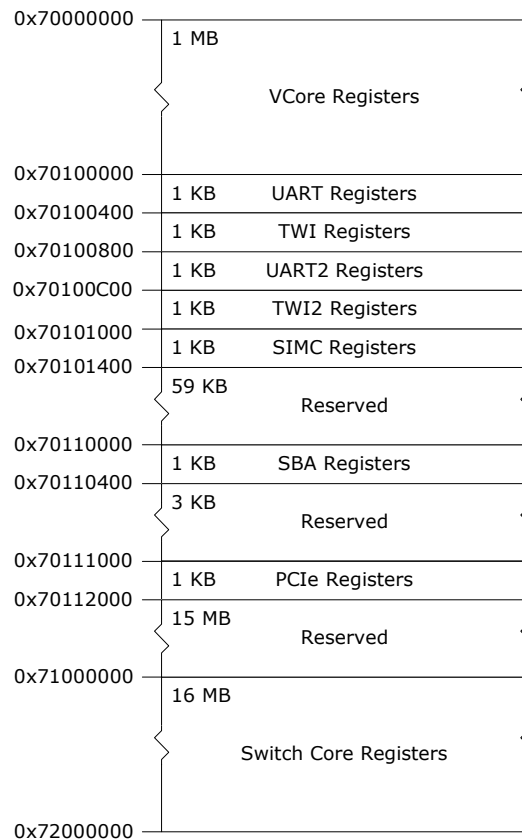 0x70000000
1 MB
VCore Registers
0x70100000
1 KB UART Registers
0x70100400
1 KB TWI Registers
0x70100800
1 KB UART2 Registers
0x70100C00
1 KB TWI2 Registers
0x70101000
1 KB SIMC Registers
0x70101400
59 KB
Reserved
0x70110000
1 KB SBA Registers
0x70110400
3 KB
Reserved
0x70111000
1 KB PCIe Registers
0x70112000
15 MB
Reserved
0x71000000
16 MB
Switch Core Registers
0x72000000